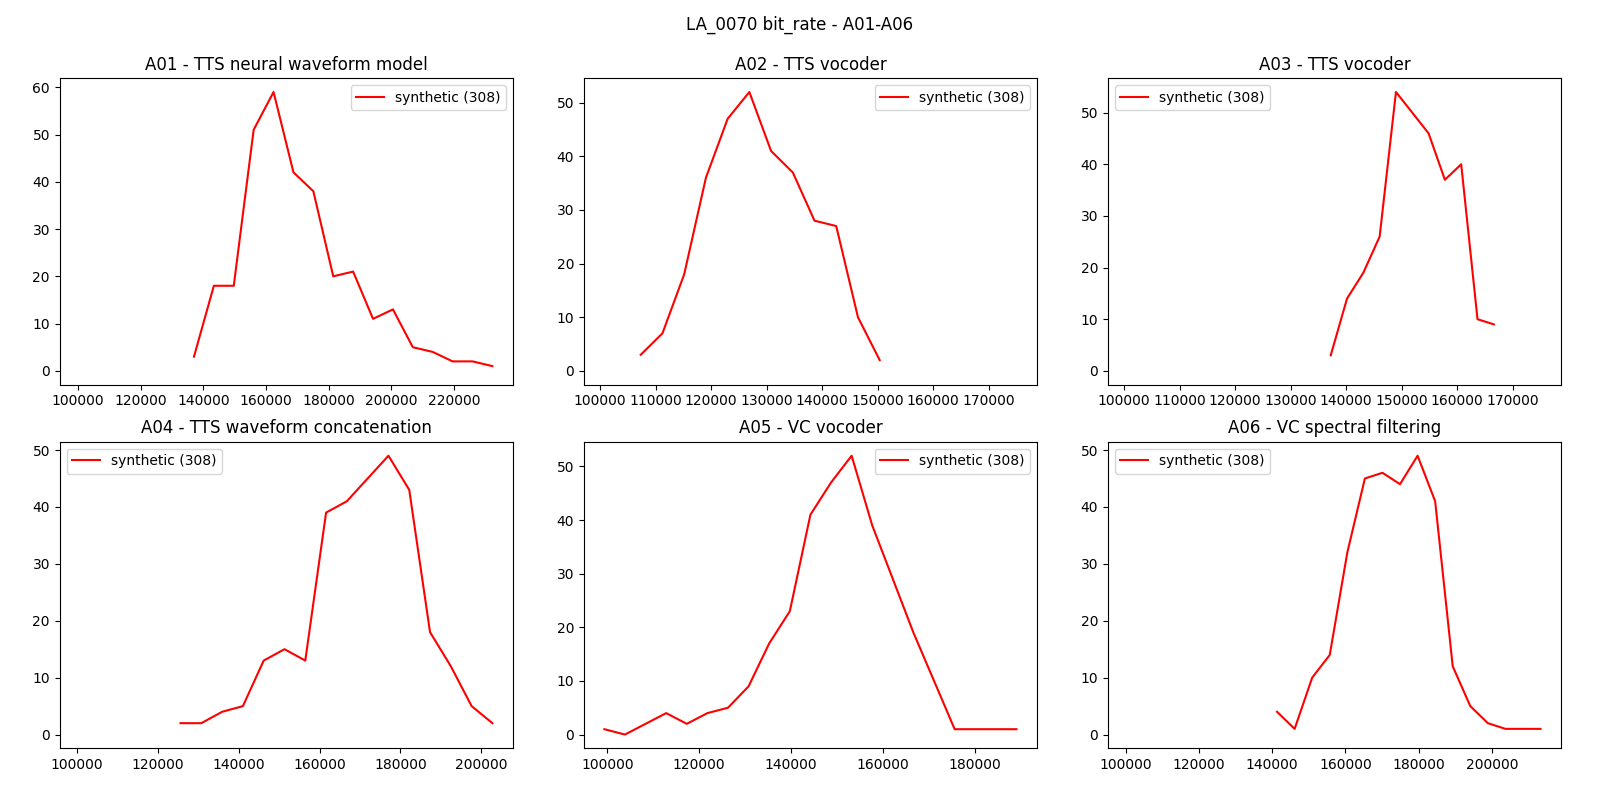 LA_0070 bit_rate - A01-A06
A01 - TTS neural waveform model
synthetic (308)
60
50
40
30
20
10
0
100000 120000 140000 160000 180000 200000 220000
A02 - TTS vocoder
synthetic (308)
50
40
30
20
10
0
100000 110000 120000 130000 140000 150000 160000 170000
A03 - TTS vocoder
synthetic (308)
50
40
30
20
10
0
100000 110000 120000 130000 140000 150000 160000 170000
A04 - TTS waveform concatenation
synthetic (308)
50
40
30
20
10
0
100000 120000 140000 160000 180000 200000
A05 - VC vocoder
synthetic (308)
50
40
30
20
10
0
100000 120000 140000 160000 180000
A06 - VC spectral filtering
synthetic (308)
50
40
30
20
10
0
100000 120000 140000 160000 180000 200000